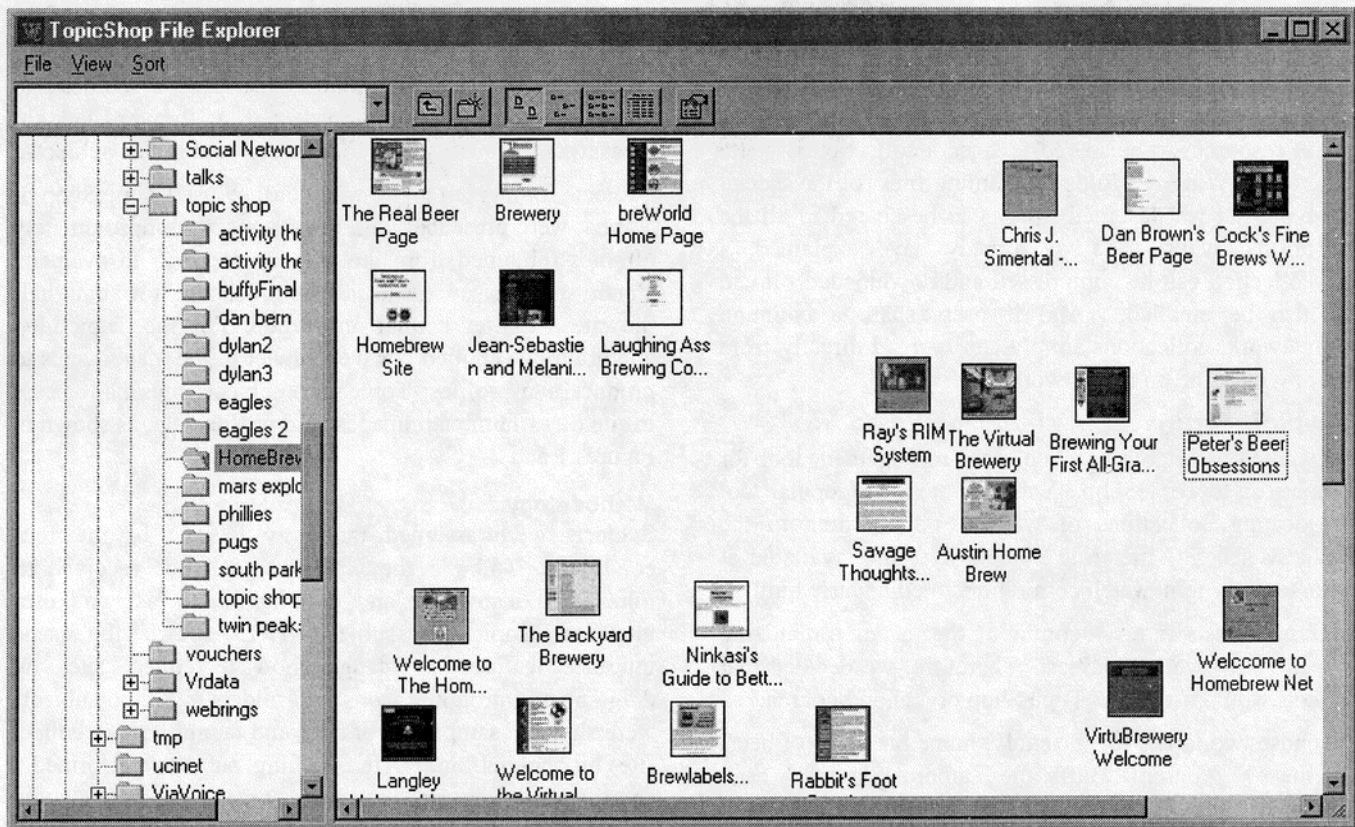 TopicShop File Explorer
File View Sort
Social Networ
talks
topic shop
activity the
activity the
buffyFinal
dan bern
dylan2
dylan3
eagles
eagles 2
HomeBrew
mars explo
phillies
pugs
south park
topic shop
twin peaks
vouchers
Vrdata
webrings
tmp
ucinet
ViaVoice
The Real Beer
Page
Brewery
breWorld
Home Page
Chris J.
Simental -...
Dan Brown's
Beer Page
Cock's Fine
Brews W...
Homebrew
Site
Jean-Sebastie
n and Melani...
Laughing Ass
Brewing Co...
Ray's RIM
System
The Virtual
Brewery
Brewing Your
First All-Gra...
Peter's Beer
Obsessions
Savage
Thoughts...
Austin Home
Brew
Welcome to
The Hom...
The Backyard
Brewery
Ninkasi's
Guide to Bett...
Welccome to
Homebrew Net
VirtuBrewery
Welcome
Langley
Welcome to
the Virtual
Brewlabels...
Rabbit's Foot